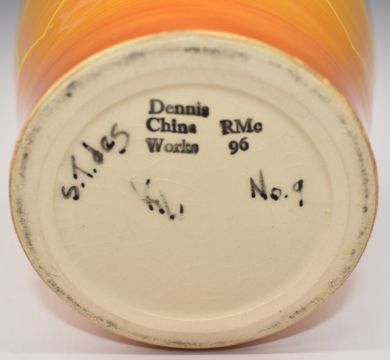 Dennis
China RMc
Works 96
S.T. des
No. 9